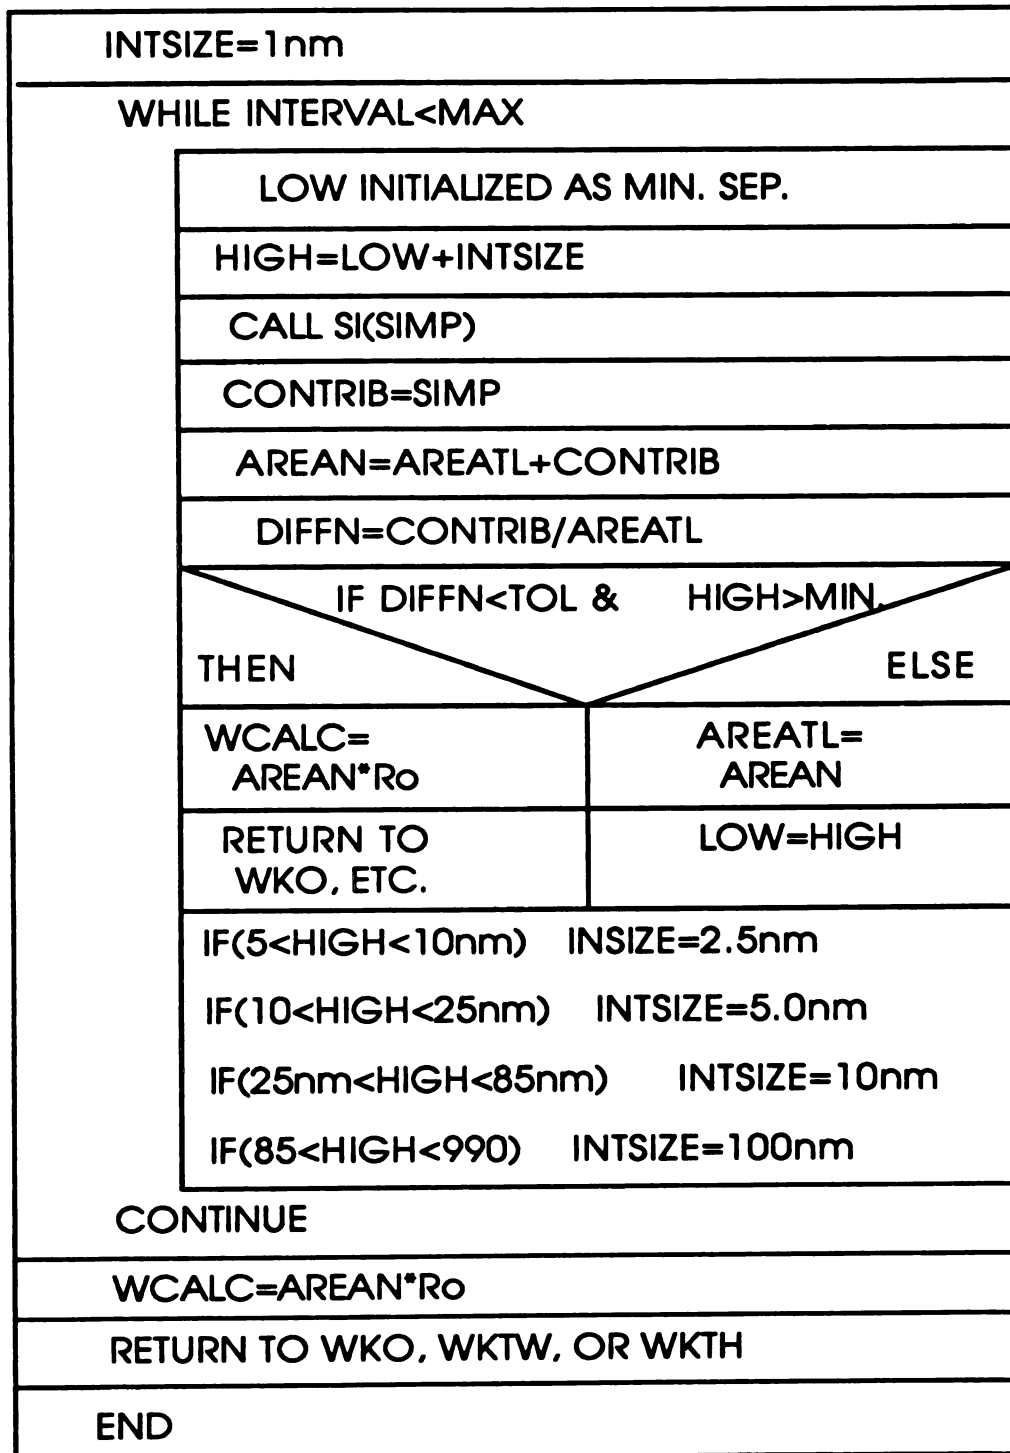 INTSIZE=1nm
WHILE INTERVAL<MAX
LOW INITIALIZED AS MIN. SEP.
HIGH=LOW+INTSIZE
CALL SI(SIMP)
CONTRIB=SIMP
AREAN=AREATL+CONTRIB
DIFFN=CONTRIB/AREATL
IF DIFFN<TOL & HIGH>MIN.
THEN ELSE
WCALC=
AREAN*Ro
AREATL=
AREAN
RETURN TO
WKO, ETC.
LOW=HIGH
IF(5<HIGH<10nm) INSIZE=2.5nm
IF(10<HIGH<25nm) INTSIZE=5.0nm
IF(25nm<HIGH<85nm) INTSIZE=10nm
IF(85<HIGH<990) INTSIZE=100nm
CONTINUE
WCALC=AREAN*Ro
RETURN TO WKO, WKTW, OR WKTH
END